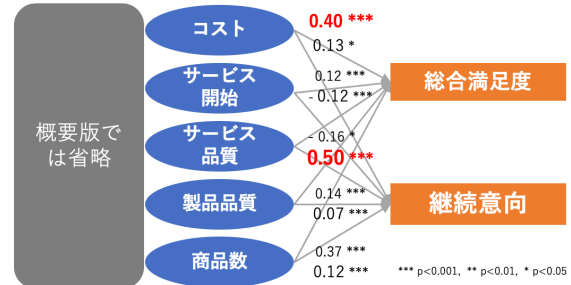 概要版で
は省略
コスト
サービス
開始
サービス
品質
製品品質
商品数
0.40 ***
0.13 *
0.12 ***
- 0.12 ***
- 0.16 *
0.50 ***
0.14 ***
0.07 ***
0.37 ***
0.12 ***
総合満足度
継続意向
*** p<0.001, ** p<0.01, * p<0.05